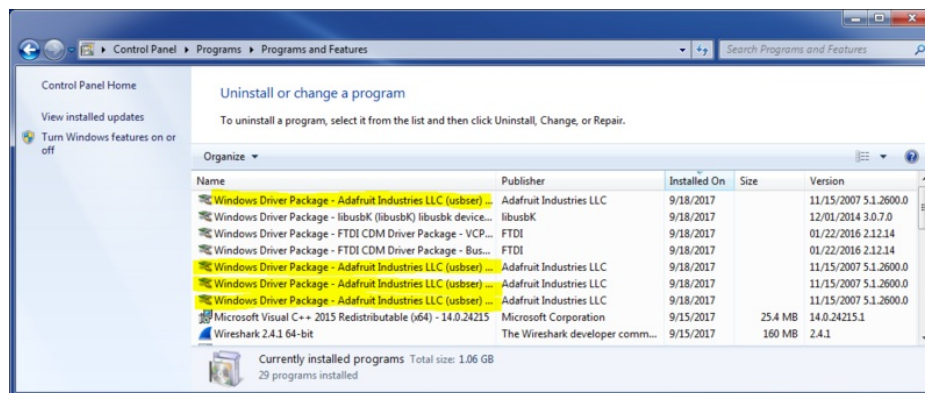 Control Panel ▸ Programs ▸ Programs and Features
Search Programs and Features
Control Panel Home
View installed updates
Turn Windows features on or
off
Uninstall or change a program
To uninstall a program, select it from the list and then click Uninstall, Change, or Repair.
Organize
Name Publisher Installed On Size Version
Windows Driver Package - Adafruit Industries LLC (usbser) ... Adafruit Industries LLC 9/18/2017 11/15/2007 5.1.2600.0
Windows Driver Package - libusbK (libusbK) libusbk device... libusbK 9/18/2017 12/01/2014 3.0.7.0
Windows Driver Package - FTDI CDM Driver Package - VCP... FTDI 9/18/2017 01/22/2016 2.12.14
Windows Driver Package - FTDI CDM Driver Package - Bus... FTDI 9/18/2017 01/22/2016 2.12.14
Windows Driver Package - Adafruit Industries LLC (usbser) ... Adafruit Industries LLC 9/18/2017 11/15/2007 5.1.2600.0
Windows Driver Package - Adafruit Industries LLC (usbser) ... Adafruit Industries LLC 9/18/2017 11/15/2007 5.1.2600.0
Windows Driver Package - Adafruit Industries LLC (usbser) ... Adafruit Industries LLC 9/18/2017 11/15/2007 5.1.2600.0
Microsoft Visual C++ 2015 Redistributable (x64) - 14.0.24215 Microsoft Corporation 9/15/2017 25.4 MB 14.0.24215.1
Wireshark 2.4.1 64-bit The Wireshark developer comm... 9/15/2017 160 MB 2.4.1
Currently installed programs Total size: 1.06 GB
29 programs installed